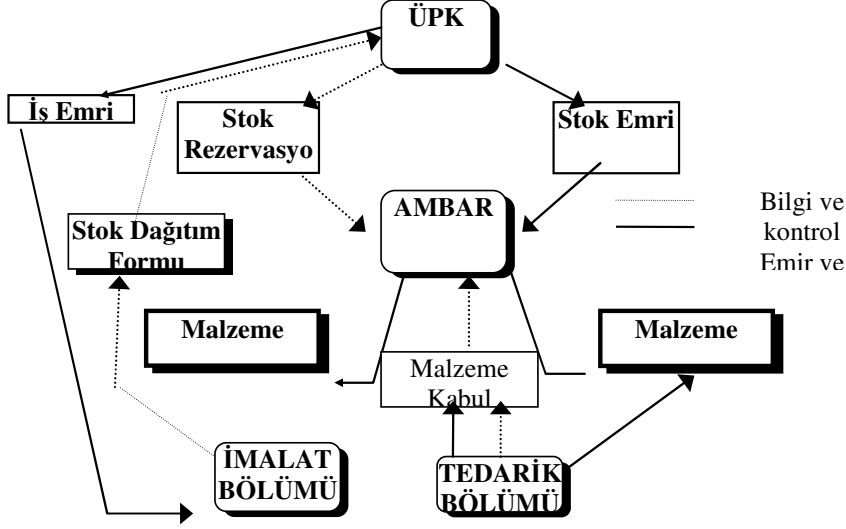 ÜPK
İş Emri
Stok
Rezervasyo
Stok Emri
AMBAR
Bilgi ve
kontrol
Emir ve
Stok Dağıtım
Formu
Malzeme
Malzeme
Malzeme
Kabul
İMALAT
BÖLÜMÜ
TEDARİK
BÖLÜMÜ